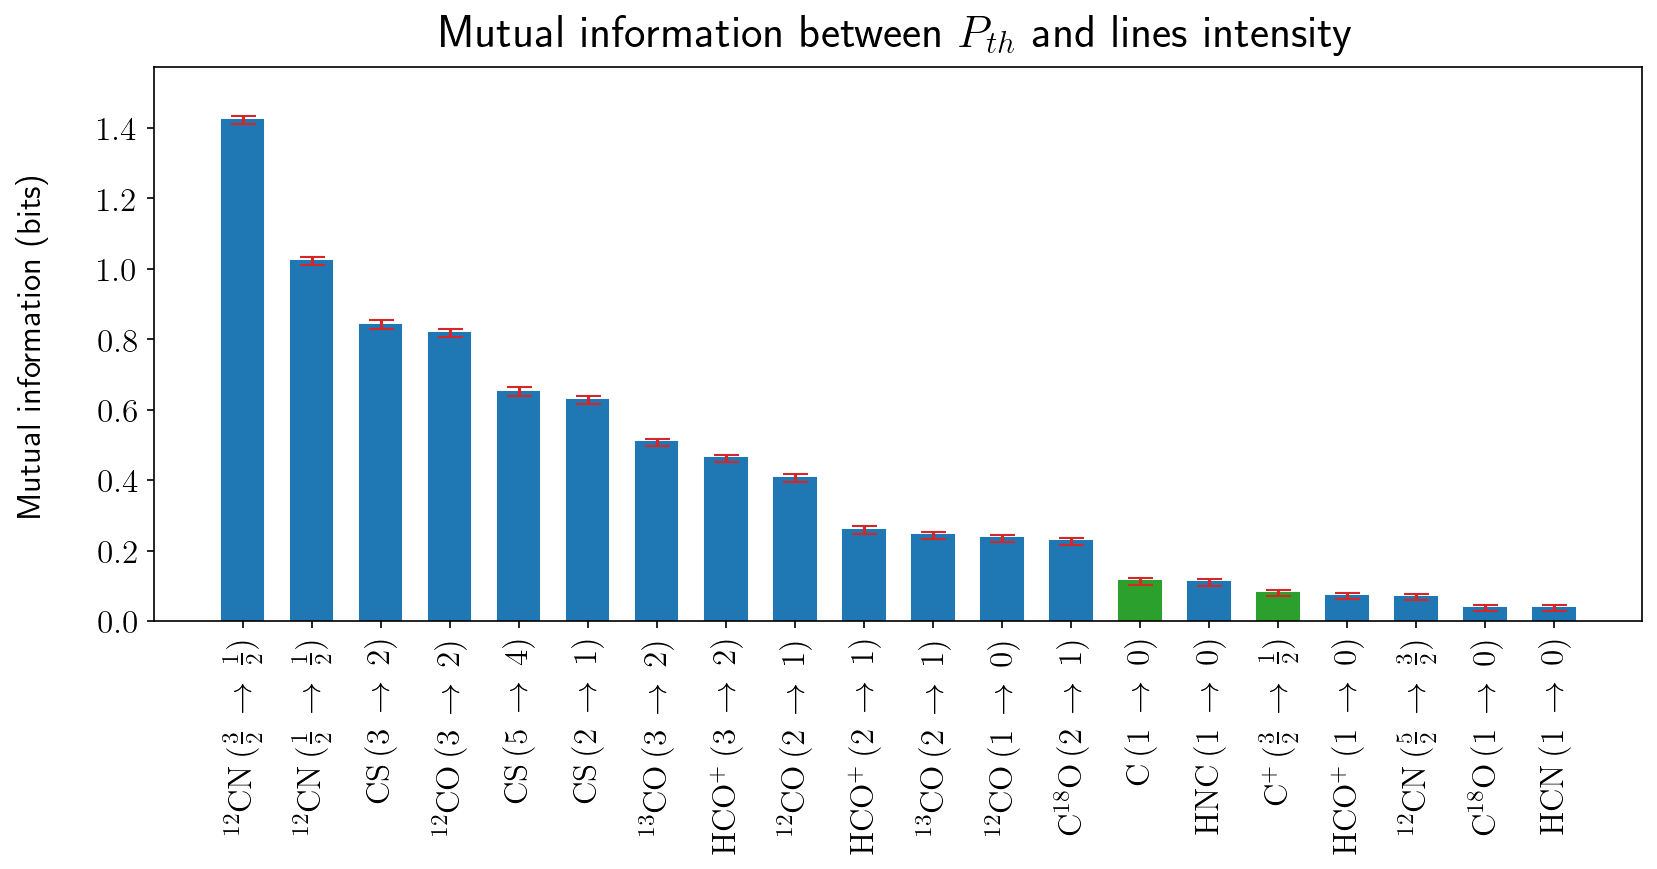 Mutual information between P_th and lines intensity
Mutual information (bits)
1.4
1.2
1.0
0.8
0.6
0.4
0.2
0.0
¹²CN (3/2 → 1/2)
¹²CN (1/2 → 1/2)
CS (3 → 2)
¹²CO (3 → 2)
CS (5 → 4)
CS (2 → 1)
¹³CO (3 → 2)
HCO⁺ (3 → 2)
¹²CO (2 → 1)
HCO⁺ (2 → 1)
¹³CO (2 → 1)
¹²CO (1 → 0)
C¹⁸O (2 → 1)
C (1 → 0)
HNC (1 → 0)
C⁺ (3/2 → 1/2)
HCO⁺ (1 → 0)
¹²CN (5/2 → 3/2)
C¹⁸O (1 → 0)
HCN (1 → 0)